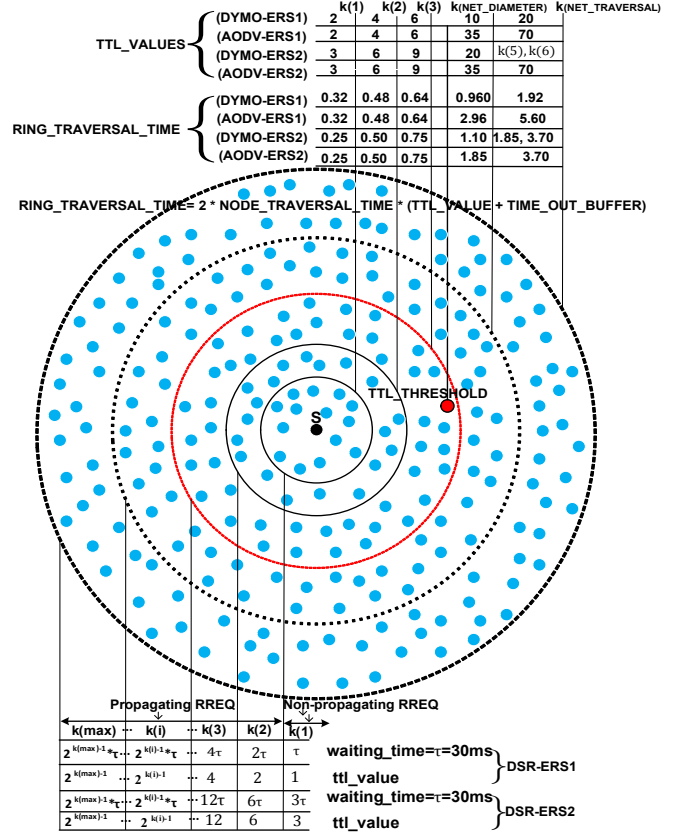 k(1) k(2) k(3) k(NET_DIAMETER) k(NET_TRAVERSAL)
TTL_VALUES
(DYMO-ERS1) 2 4 6 10 20
(AODV-ERS1) 2 4 6 35 70
(DYMO-ERS2) 3 6 9 20 k(5), k(6)
(AODV-ERS2) 3 6 9 35 70
RING_TRAVERSAL_TIME
(DYMO-ERS1) 0.32 0.48 0.64 0.960 1.92
(AODV-ERS1) 0.32 0.48 0.64 2.96 5.60
(DYMO-ERS2) 0.25 0.50 0.75 1.10 1.85, 3.70
(AODV-ERS2) 0.25 0.50 0.75 1.85 3.70
RING_TRAVERSAL_TIME= 2 * NODE_TRAVERSAL_TIME * (TTL_VALUE + TIME_OUT_BUFFER)
TTL_THRESHOLD
S
Propagating RREQ Non-propagating RREQ
k(max) ··· k(i) ··· k(3) k(2) k(1)
2^k(max)-1*τ ··· 2^k(i)-1*τ ··· 4τ 2τ τ waiting_time=τ=30ms
2^k(max)-1 ··· 2^k(i)-1 ··· 4 2 1 ttl_value
DSR-ERS1
2^k(max)-1*τ ··· 2^k(i)-1*τ ··· 12τ 6τ 3τ waiting_time=τ=30ms
2^k(max)-1 ··· 2^k(i)-1 ··· 12 6 3 ttl_value
DSR-ERS2